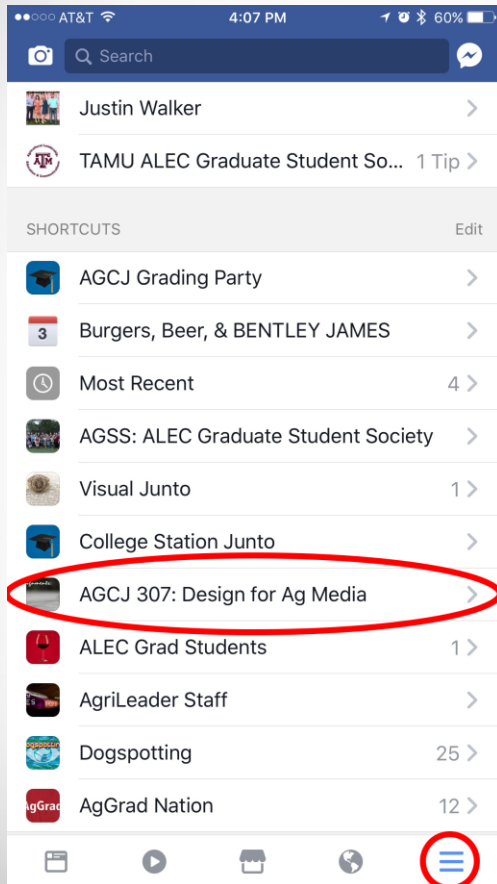 AT&T 4:07 PM 60%
Search
Justin Walker
TAMU ALEC Graduate Student So... 1 Tip
SHORTCUTS Edit
AGCJ Grading Party
3 Burgers, Beer, & BENTLEY JAMES
Most Recent 4
AGSS: ALEC Graduate Student Society
Visual Junto 1
College Station Junto
AGCJ 307: Design for Ag Media
ALEC Grad Students 1
AgriLeader Staff
Dogspotting 25
AgGrad AgGrad Nation 12